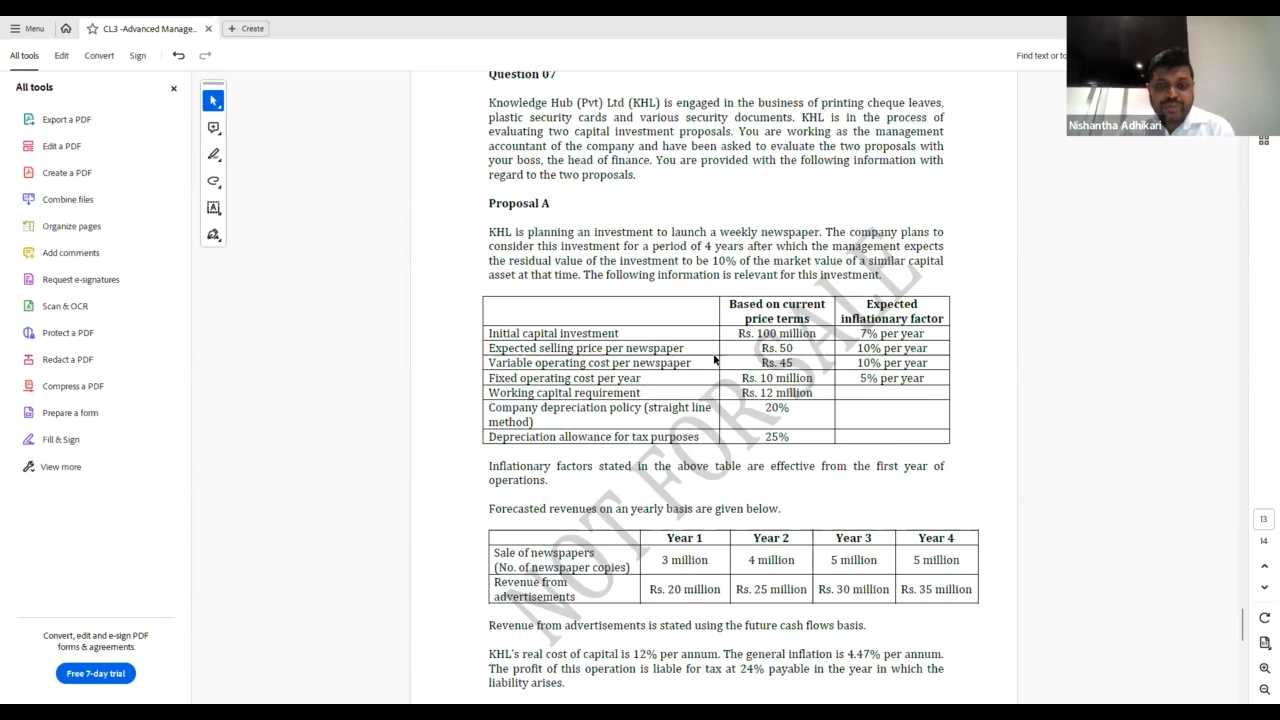 Menu
CL3 -Advanced Manage...
Create
All tools
Edit
Convert
Sign
Find text or to
All tools
Export a PDF
Edit a PDF
Create a PDF
Combine files
Organize pages
Add comments
Request e-signatures
Scan & OCR
Protect a PDF
Redact a PDF
Compress a PDF
Prepare a form
Fill & Sign
View more
Convert, edit and e-sign PDF
forms & agreements.
Free 7-day trial
Question 07
Knowledge Hub (Pvt) Ltd (KHL) is engaged in the business of printing cheque leaves,
plastic security cards and various security documents. KHL is in the process of
evaluating two capital investment proposals. You are working as the management
accountant of the company and have been asked to evaluate the two proposals with
your boss, the head of finance. You are provided with the following information with
regard to the two proposals.
Proposal A
KHL is planning an investment to launch a weekly newspaper. The company plans to
consider this investment for a period of 4 years after which the management expects
the residual value of the investment to be 10% of the market value of a similar capital
asset at that time. The following information is relevant for this investment.
Based on current price terms Expected inflationary factor
Initial capital investment Rs. 100 million 7% per year
Expected selling price per newspaper Rs. 50 10% per year
Variable operating cost per newspaper Rs. 45 10% per year
Fixed operating cost per year Rs. 10 million 5% per year
Working capital requirement Rs. 12 million
Company depreciation policy (straight line method) 20%
Depreciation allowance for tax purposes 25%
Inflationary factors stated in the above table are effective from the first year of
operations.
Forecasted revenues on an yearly basis are given below.
Year 1 Year 2 Year 3 Year 4
Sale of newspapers (No. of newspaper copies) 3 million 4 million 5 million 5 million
Revenue from advertisements Rs. 20 million Rs. 25 million Rs. 30 million Rs. 35 million
Revenue from advertisements is stated using the future cash flows basis.
KHL's real cost of capital is 12% per annum. The general inflation is 4.47% per annum.
The profit of this operation is liable for tax at 24% payable in the year in which the
liability arises.
NOT FOR SALE
Nishantha Adhikari
13
14